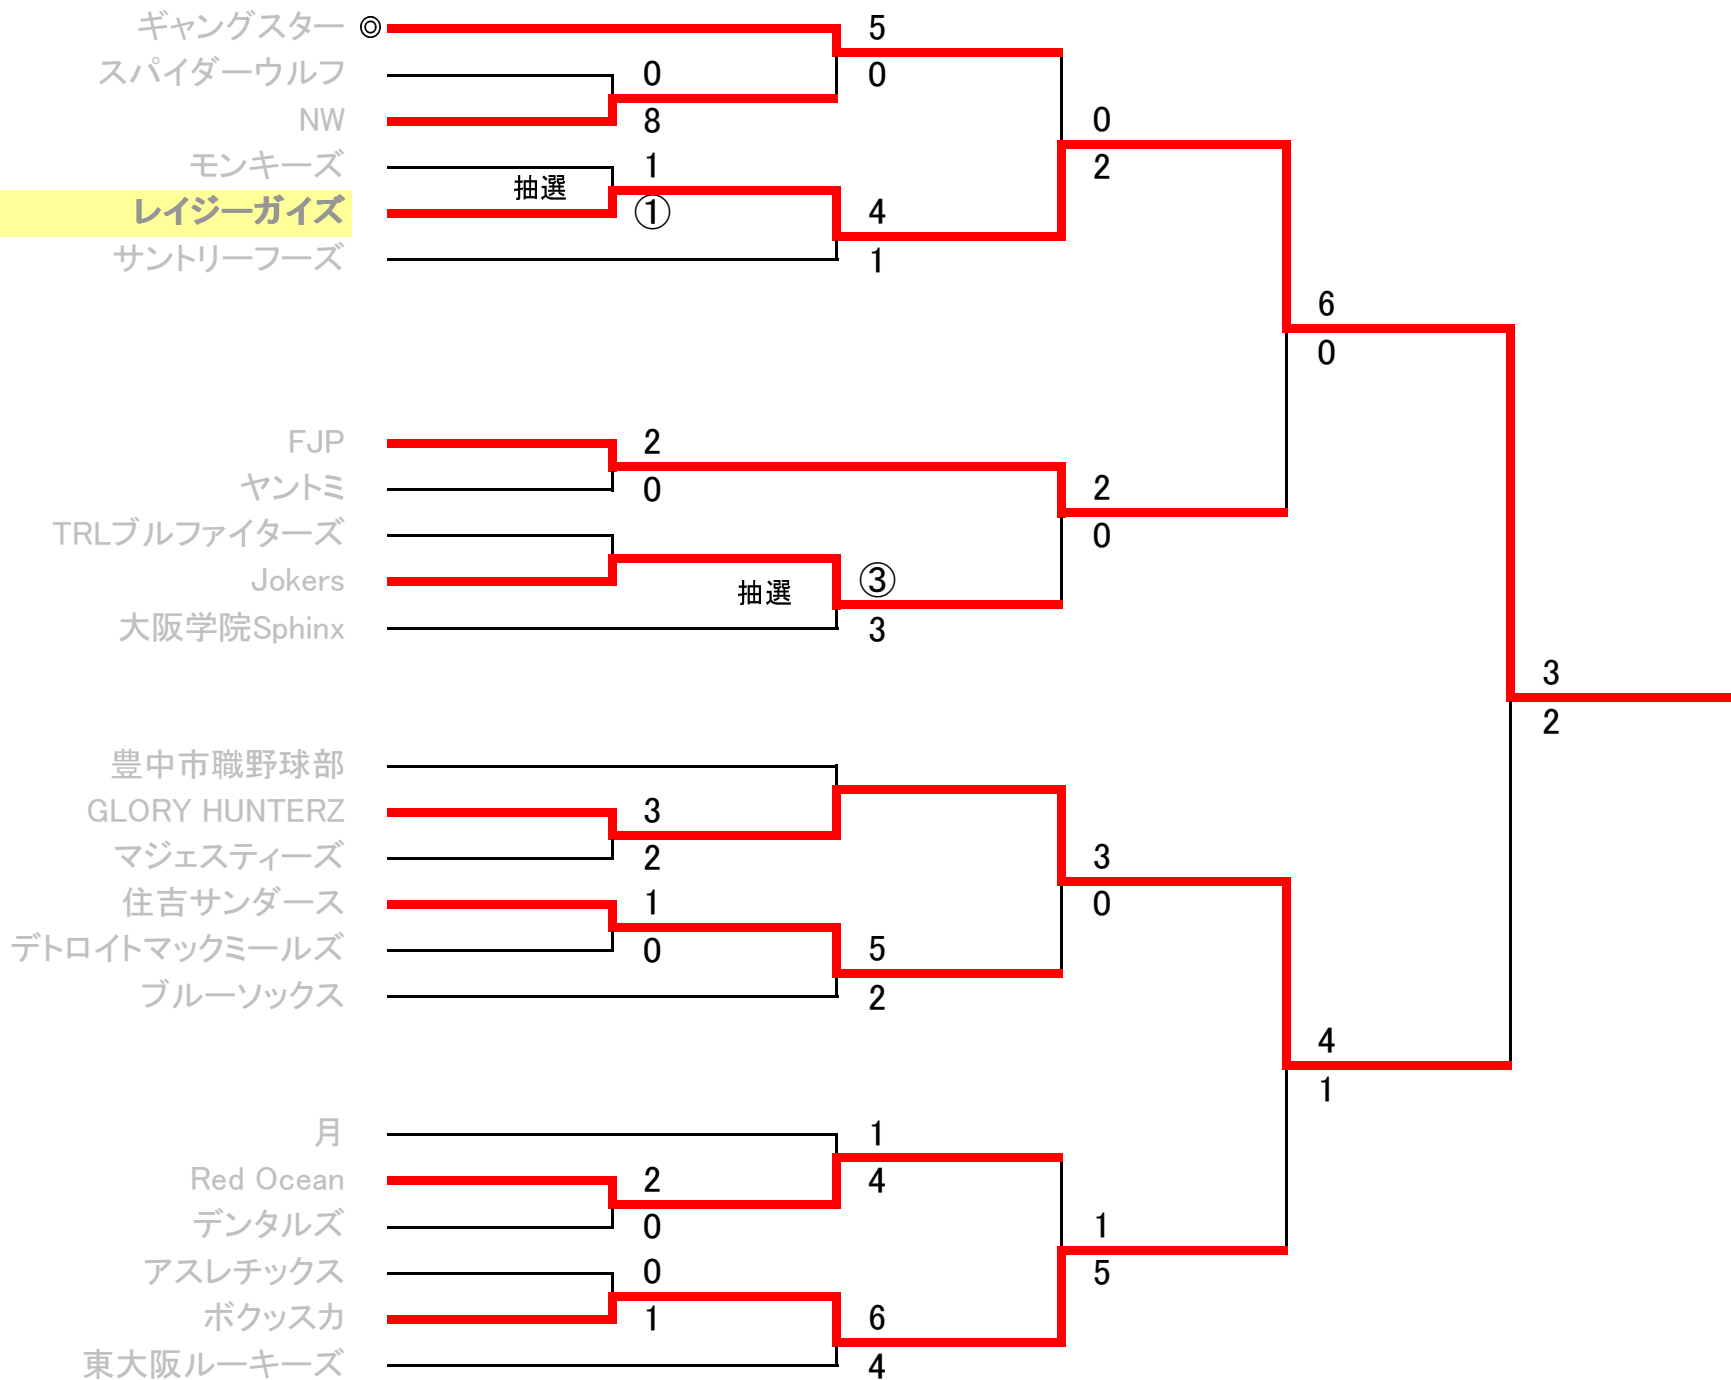 ギャングスター ◎ 5
スパイダーウルフ 0 0
NW 8 0
モンキーズ 1 2
抽選
レイジーガイズ ① 4
サントリーフーズ 1
6
0
FJP 2
ヤントミ 0 2
TRLブルファイターズ 0
Jokers ③
抽選
大阪学院Sphinx 3
3
2
豊中市職野球部
GLORY HUNTERZ 3
マジェスティーズ 2 3
住吉サンダース 1 0
デトロイトマックミールズ 0 5
ブルーソックス 2
4
1
月 1
Red Ocean 2 4
デンタルズ 0 1
アスレチックス 0 5
ボクッスカ 1 6
東大阪ルーキーズ 4